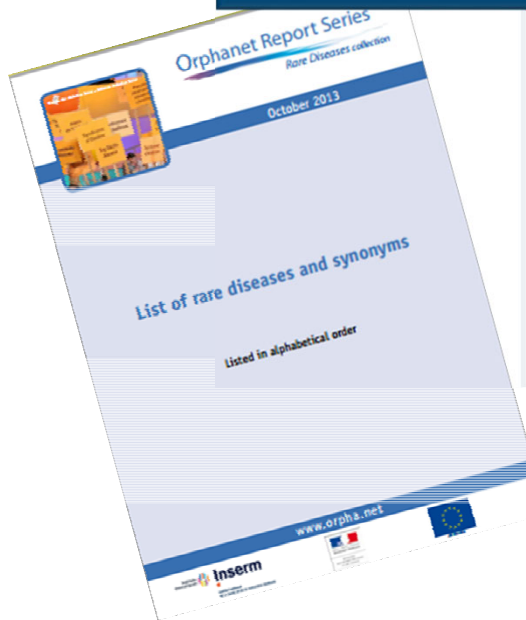 Orphanet Report Series
Rare Diseases collection
October 2013
List of rare diseases and synonyms
Listed in alphabetical order
www.orpha.net
Inserm